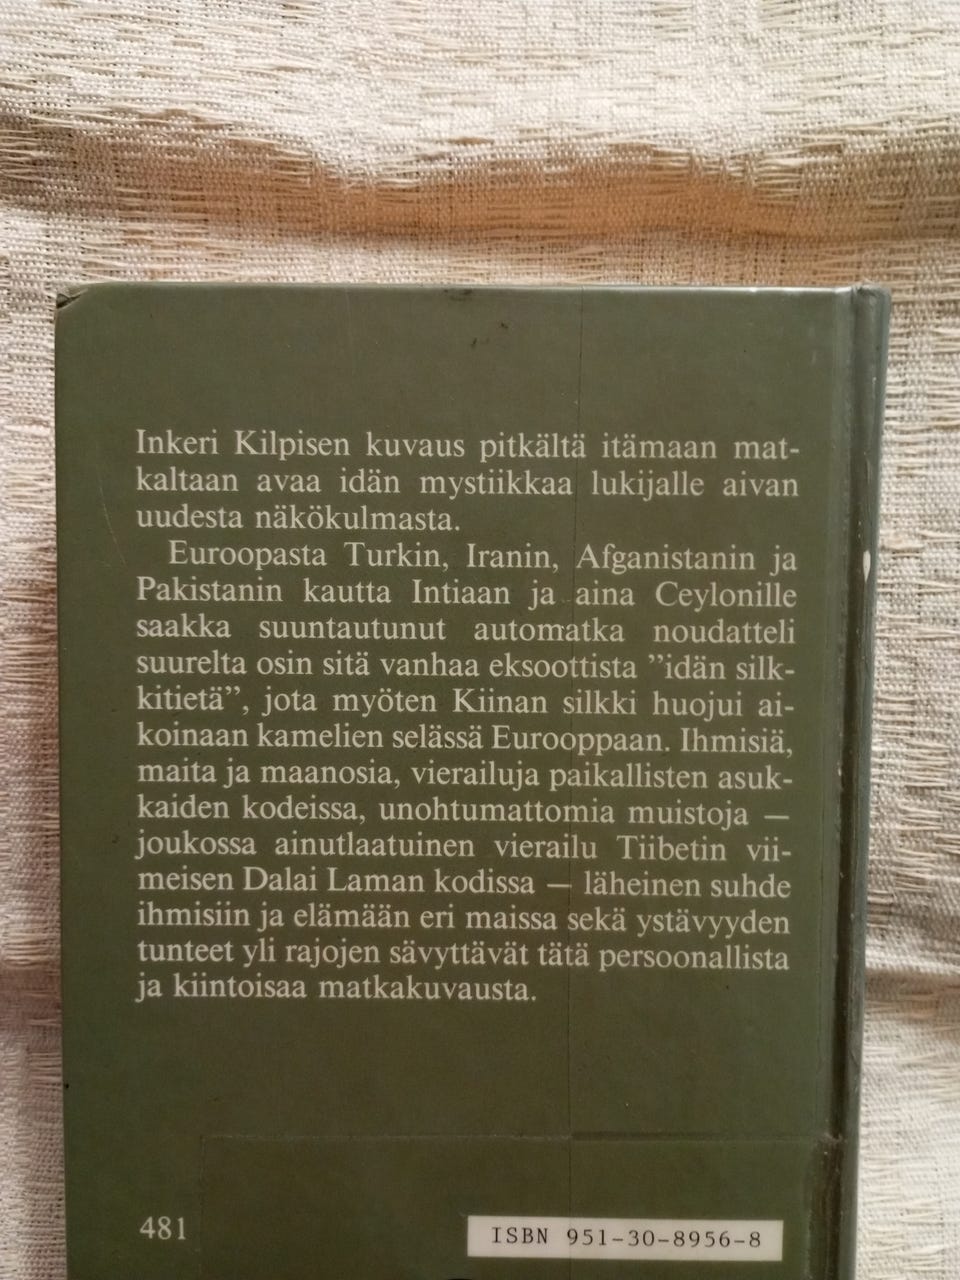 Inkeri Kilpisen kuvaus pitkältä itämaan mat-
kaltaan avaa idän mystiikkaa lukijalle aivan
uudesta näkökulmasta.
Euroopasta Turkin, Iranin, Afganistanin ja
Pakistanin kautta Intiaan ja aina Ceylonille
saakka suuntautunut automatka noudatteli
suurelta osin sitä vanhaa eksoottista ”idän silk-
kitietä”, jota myöten Kiinan silkki huojui ai-
koinaan kamelien selässä Eurooppaan. Ihmisiä,
maita ja maanosia, vierailuja paikallisten asuk-
kaiden kodeissa, unohtumattomia muistoja —
joukossa ainutlaatuinen vierailu Tiibetin vii-
meisen Dalai Laman kodissa — läheinen suhde
ihmisiin ja elämään eri maissa sekä ystävyyden
tunteet yli rajojen sävyttävät tätä persoonallista
ja kiintoisaa matkakuvausta.
481
ISBN 951-30-8956-8